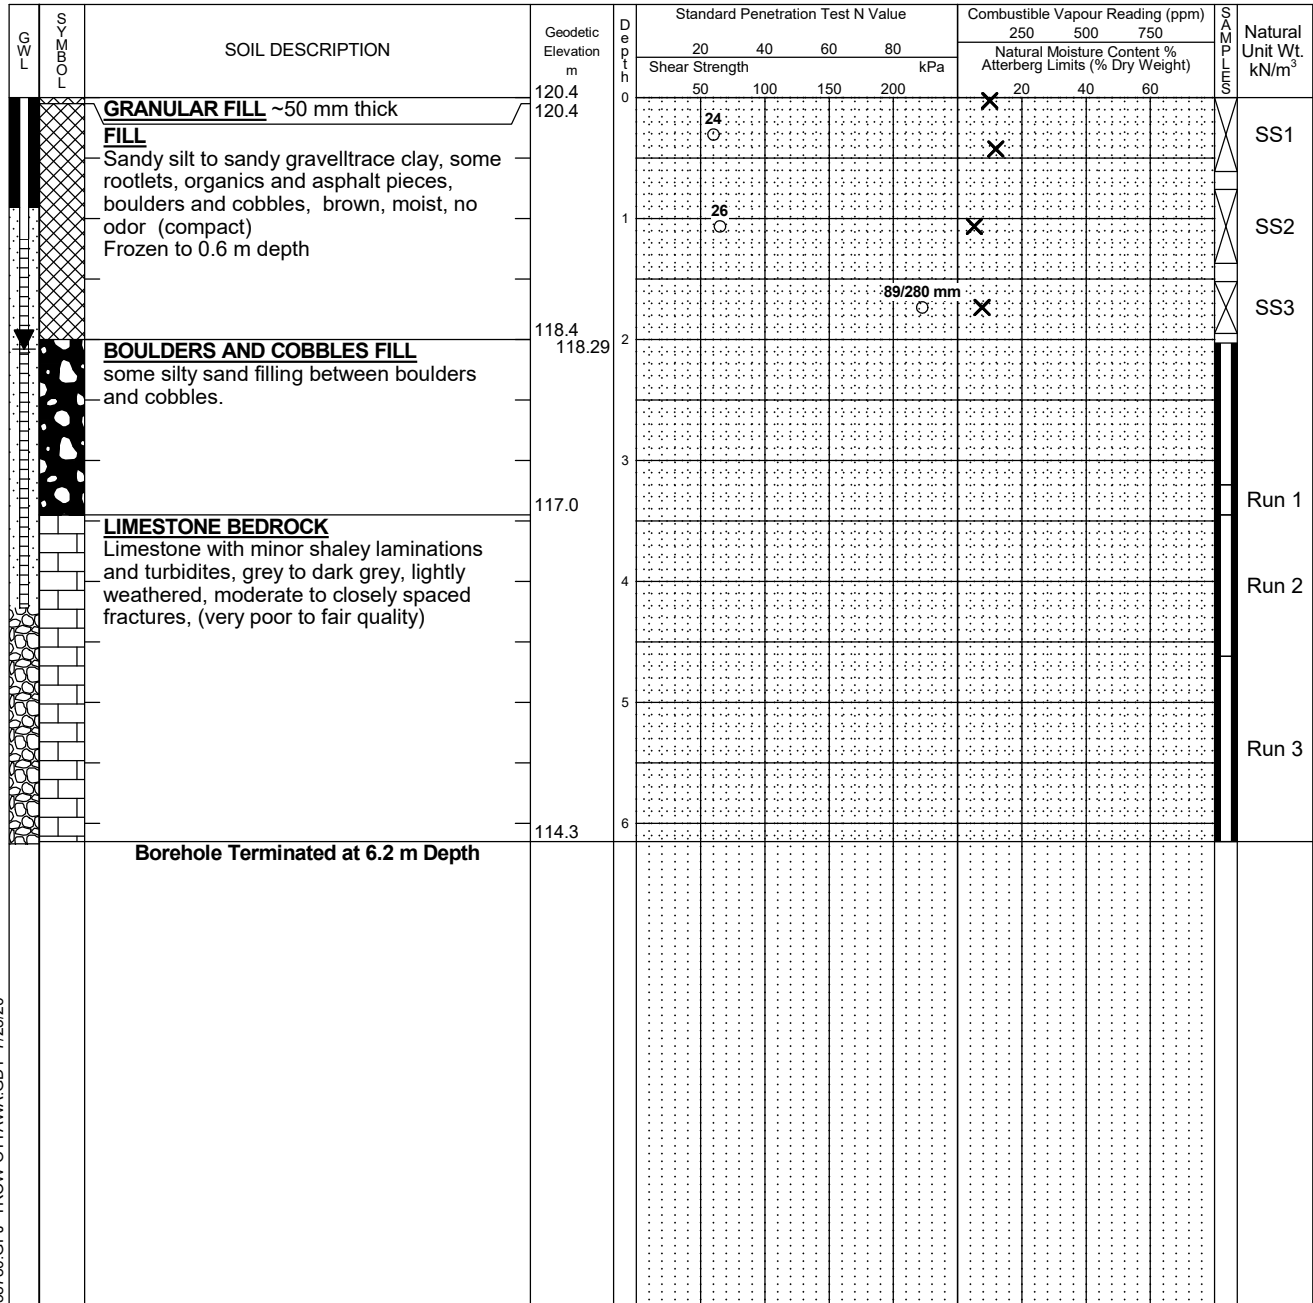 GWL
SYMBOL
SOIL DESCRIPTION
Geodetic
Elevation
m
Depth
Standard Penetration Test N Value
20 40 60 80
Shear Strength kPa
50 100 150 200
Combustible Vapour Reading (ppm)
250 500 750
Natural Moisture Content %
Atterberg Limits (% Dry Weight)
20 40 60
SAMPLES
Natural
Unit Wt.
kN/m³
120.4
0
GRANULAR FILL ~50 mm thick
120.4
FILL
Sandy silt to sandy gravelltrace clay, some
rootlets, organics and asphalt pieces,
boulders and cobbles, brown, moist, no
odor (compact)
Frozen to 0.6 m depth
24
SS1
1
26
SS2
89/280 mm
SS3
118.4
2
118.29
BOULDERS AND COBBLES FILL
some silty sand filling between boulders
and cobbles.
3
117.0
Run 1
LIMESTONE BEDROCK
Limestone with minor shaley laminations
and turbidites, grey to dark grey, lightly
weathered, moderate to closely spaced
fractures, (very poor to fair quality)
4
Run 2
5
Run 3
6
114.3
Borehole Terminated at 6.2 m Depth